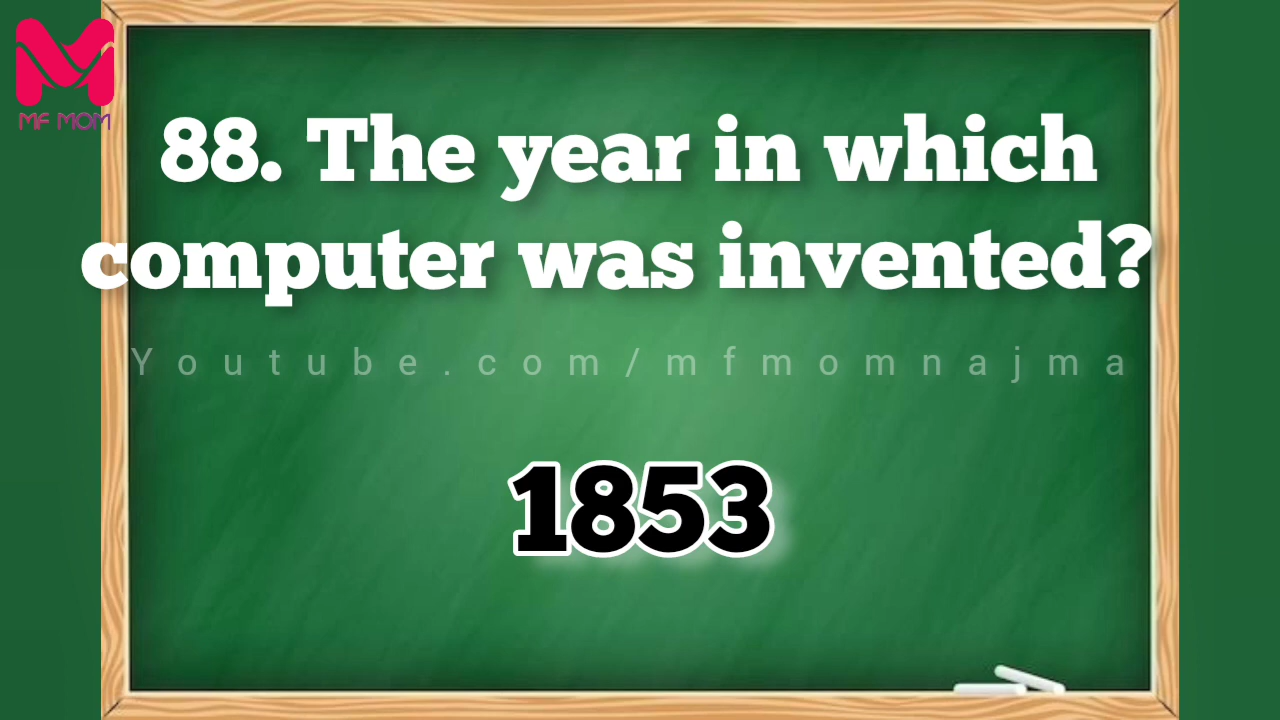 MF MOM
88. The year in which
computer was invented?
Youtube.com/mfmomnajma
1853